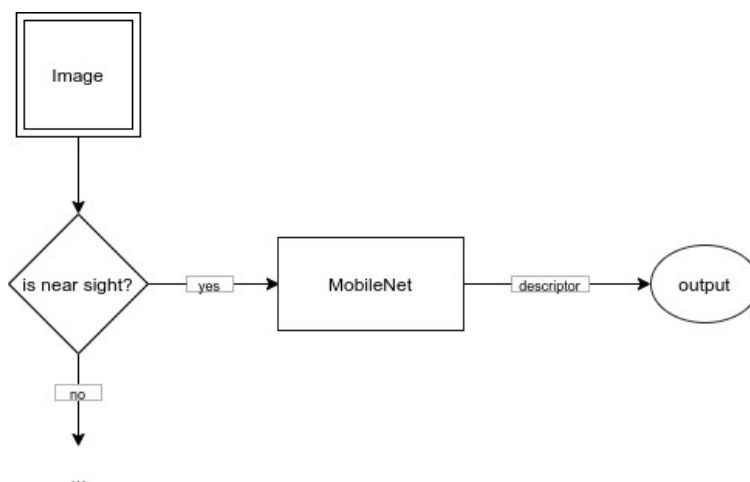 Image
is near sight?
yes
MobileNet
descriptor
output
no
...